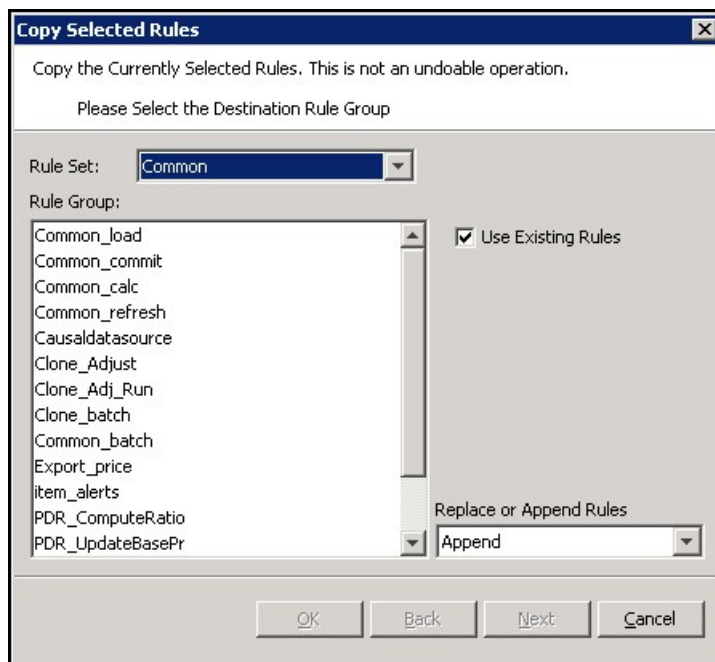 Copy Selected Rules
Copy the Currently Selected Rules. This is not an undoable operation.
Please Select the Destination Rule Group
Rule Set: Common
Rule Group:
Common_load
Common_commit
Common_calc
Common_refresh
Causaldatasource
Clone_Adjust
Clone_Adj_Run
Clone_batch
Common_batch
Export_price
item_alerts
PDR_ComputeRatio
PDR_UpdateBasePr
Use Existing Rules
Replace or Append Rules
Append
OK Back Next Cancel